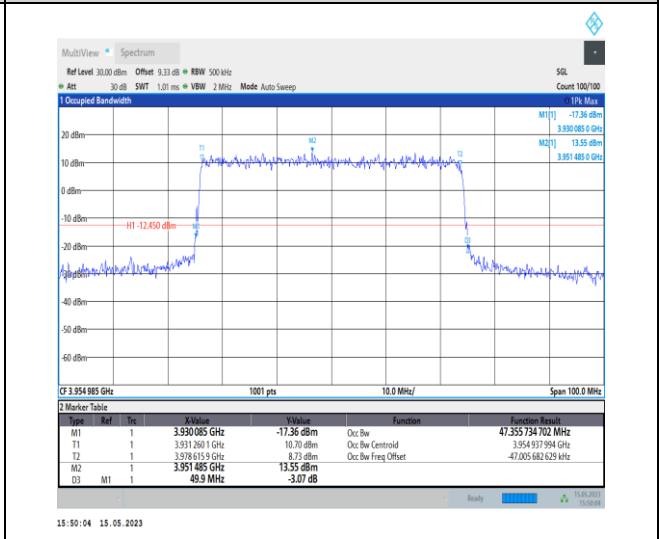 MultiView Spectrum
Ref Level 30.00 dBm Offset 9.33 dB RBW 500 kHz SGL
Att 30 dB SWT 1.01 ms VBW 2 MHz Mode Auto Sweep Count 100/100
1 Occupied Bandwidth 1Pk Max
M1[1] -17.36 dBm
3.930 085 0 GHz
M2[1] 13.55 dBm
3.951 485 0 GHz
20 dBm
M2
T1
T2
10 dBm
0 dBm
-10 dBm
H1 -12.450 dBm
M1
-20 dBm
D3
-30 dBm
-40 dBm
-50 dBm
-60 dBm
CF 3.954 985 GHz 1001 pts 10.0 MHz/ Span 100.0 MHz
2 Marker Table
Type Ref Trc X-Value Y-Value Function Function Result
M1 1 3.930085 GHz -17.36 dBm Occ Bw 47.355 734 702 MHz
T1 1 3.931 260 1 GHz 10.70 dBm Occ Bw Centroid 3.954 937 994 GHz
T2 1 3.978 615 9 GHz 8.73 dBm Occ Bw Freq Offset -47.005 682 629 kHz
M2 1 3.951 485 GHz 13.55 dBm
D3 M1 1 49.9 MHz -3.07 dB
Ready 15.05.2023
15:50:04
15:50:04 15.05.2023